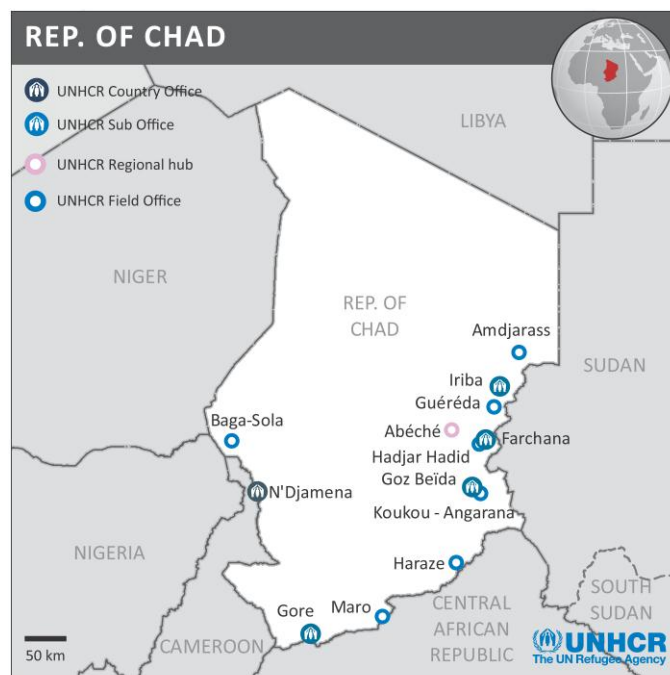 REP. OF CHAD
UNHCR Country Office
UNHCR Sub Office
UNHCR Regional hub
UNHCR Field Office
LIBYA
NIGER
REP. OF
CHAD
Amdjarass
SUDAN
Iriba
Guéréda
Baga-Sola
Abéché
Farchana
Hadjar Hadid
Goz Beïda
N'Djamena
Koukou - Angarana
NIGERIA
Haraze
SOUTH
SUDAN
Gore
Maro
CENTRAL
AFRICAN
REPUBLIC
CAMEROON
50 km
UNHCR
The UN Refugee Agency